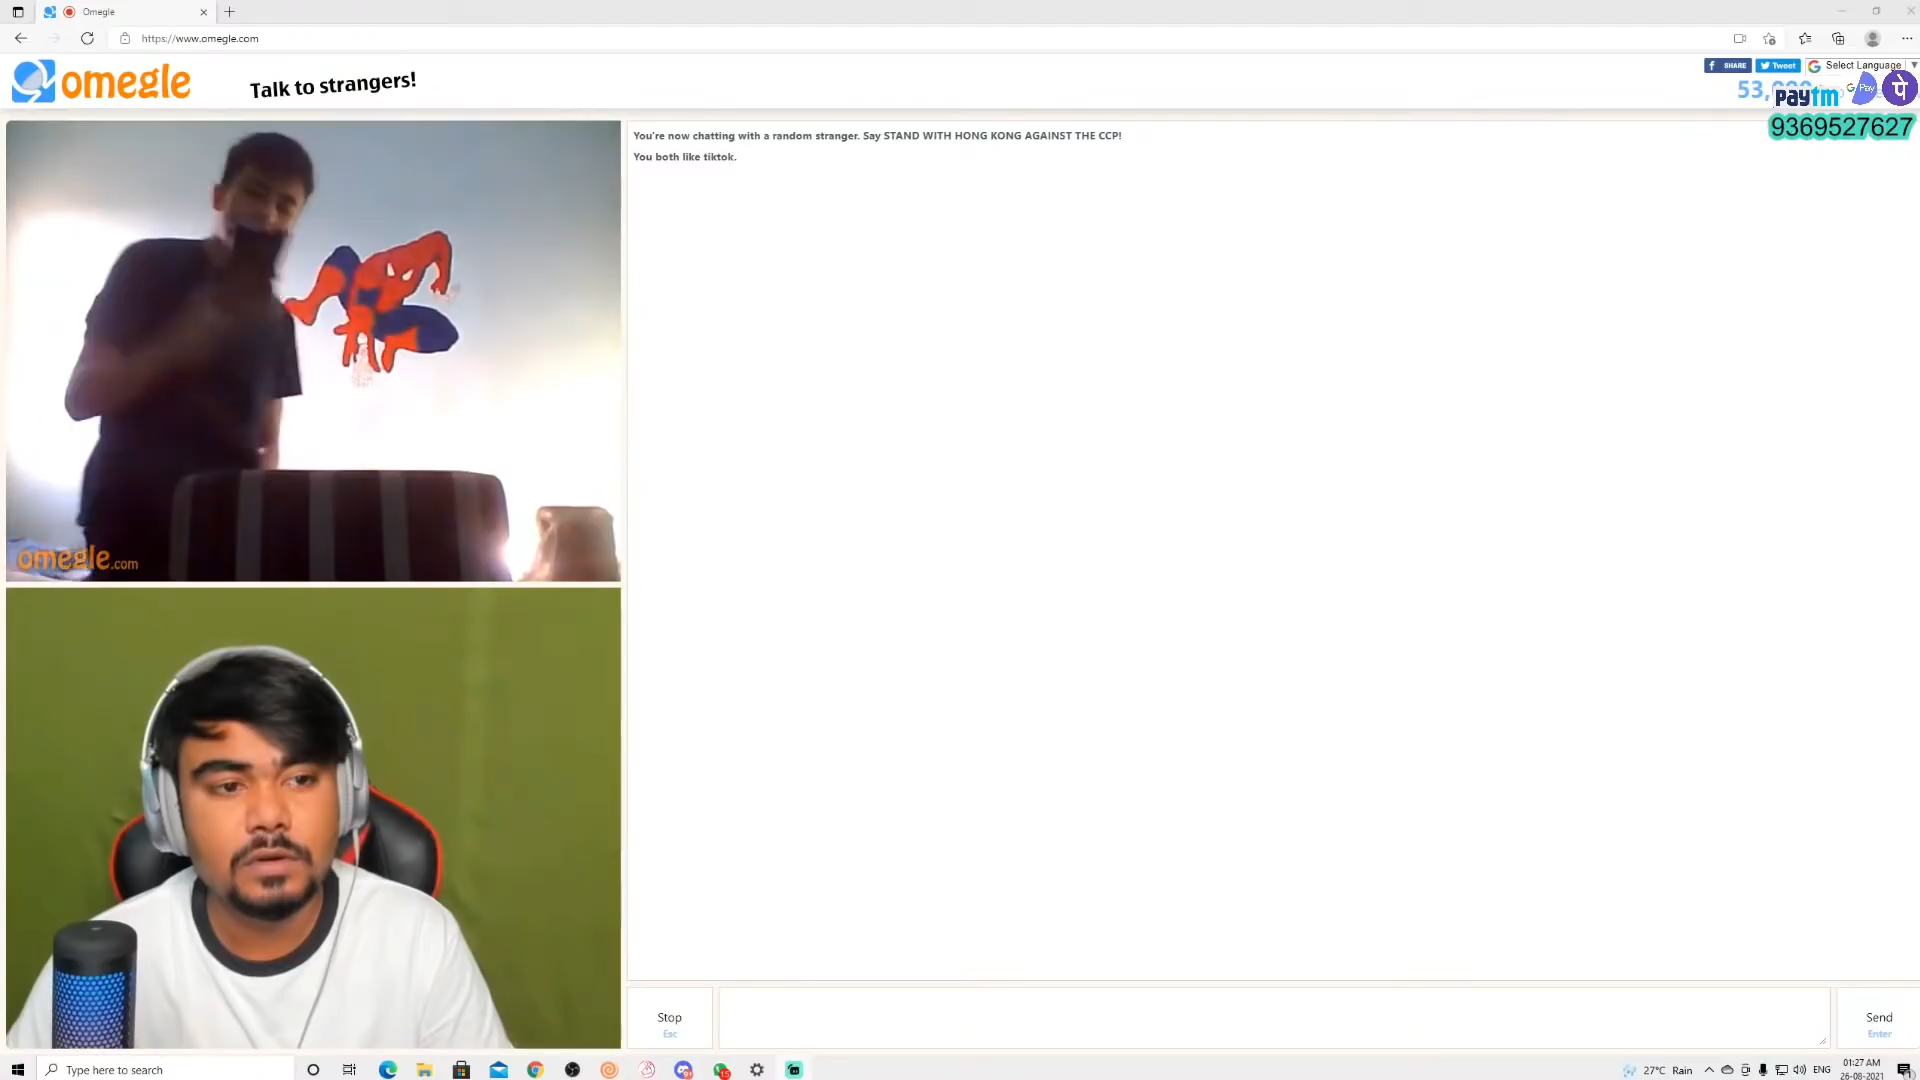 Omegle
https://www.omegle.com
omegle
Talk to strangers!
SHARE
Tweet
Select Language
53,
paytm
G Pay
पे
9369527627
You're now chatting with a random stranger. Say STAND WITH HONG KONG AGAINST THE CCP!
You both like tiktok.
omegle.com
Stop
Esc
Send
Enter
Type here to search
27°C Rain
ENG
01:27 AM
26-08-2021